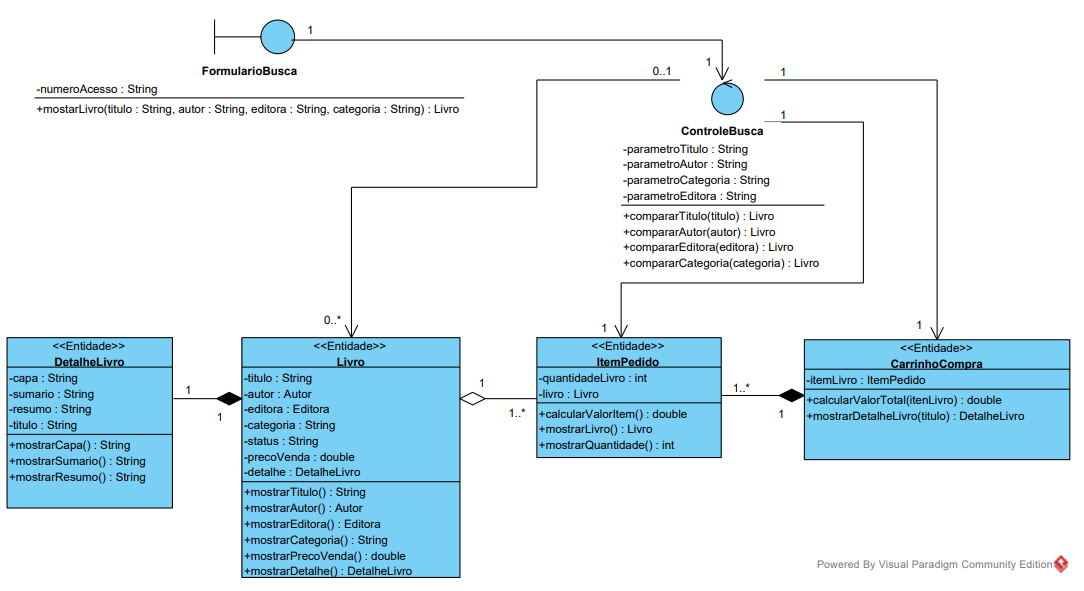 1
FormularioBusca
-numeroAcesso : String
+mostarLivro(titulo : String, autor : String, editora : String, categoria : String) : Livro
1
0..1
1
1
ControleBusca
-parametroTitulo : String
-parametroAutor : String
-parametroCategoria : String
-parametroEditora : String
+compararTitulo(titulo) : Livro
+compararAutor(autor) : Livro
+compararEditora(editora) : Livro
+compararCategoria(categoria) : Livro
0..*
1
1
<<Entidade>>
DetalheLivro
-capa : String
-sumario : String
-resumo : String
-titulo : String
+mostrarCapa() : String
+mostrarSumario() : String
+mostrarResumo() : String
1
1
<<Entidade>>
Livro
-titulo : String
-autor : Autor
-editora : Editora
-categoria : String
-status : String
-precoVenda : double
-detalhe : DetalheLivro
+mostrarTitulo() : String
+mostrarAutor() : Autor
+mostrarEditora() : Editora
+mostrarCategoria() : String
+mostrarPrecoVenda() : double
+mostrarDetalhe() : DetalheLivro
1
1..*
<<Entidade>>
ItemPedido
-quantidadeLivro : int
-livro : Livro
+calcularValorItem() : double
+mostrarLivro() : Livro
+mostrarQuantidade() : int
1..*
1
<<Entidade>>
CarrinhoCompra
-itemLivro : ItemPedido
+calcularValorTotal(itenLivro) : double
+mostrarDetalheLivro(titulo) : DetalheLivro
Powered By Visual Paradigm Community Edition